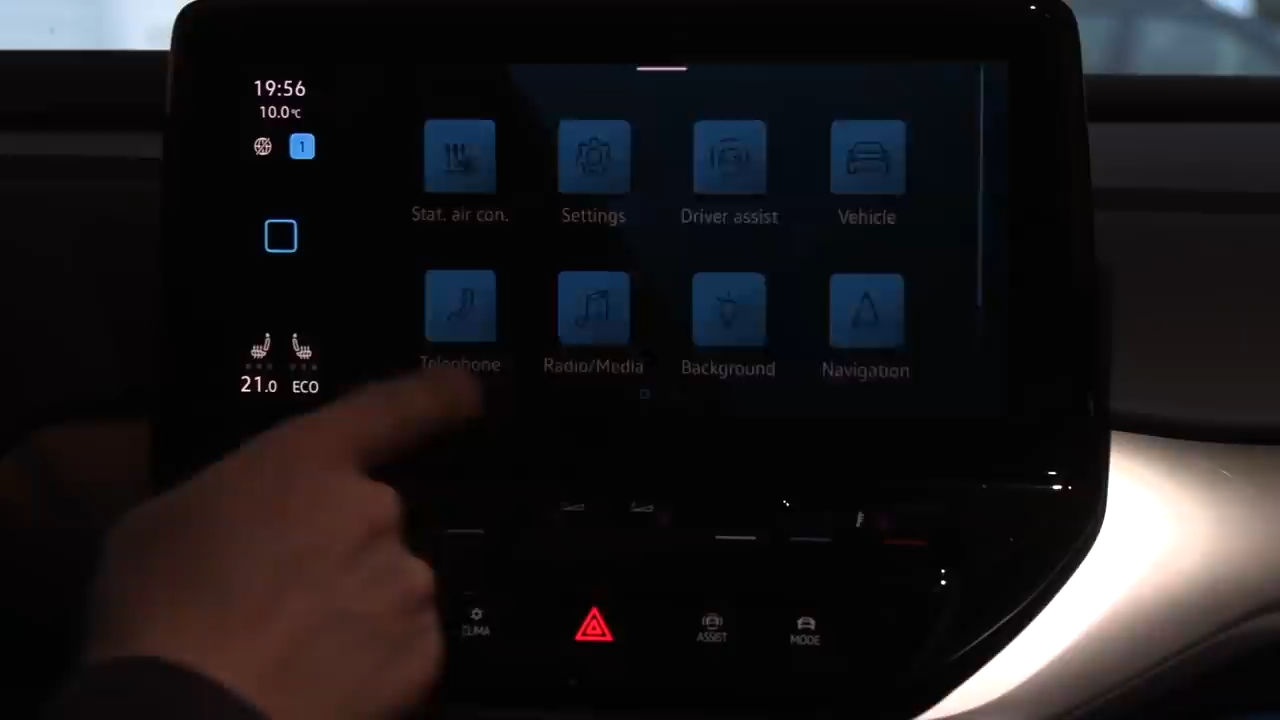 19:56
10.0°C
1
Stat. air con.
Settings
Driver assist
Vehicle
Telephone
Radio/Media
Background
Navigation
21.0
ECO
CLIMA
ASSIST
MODE